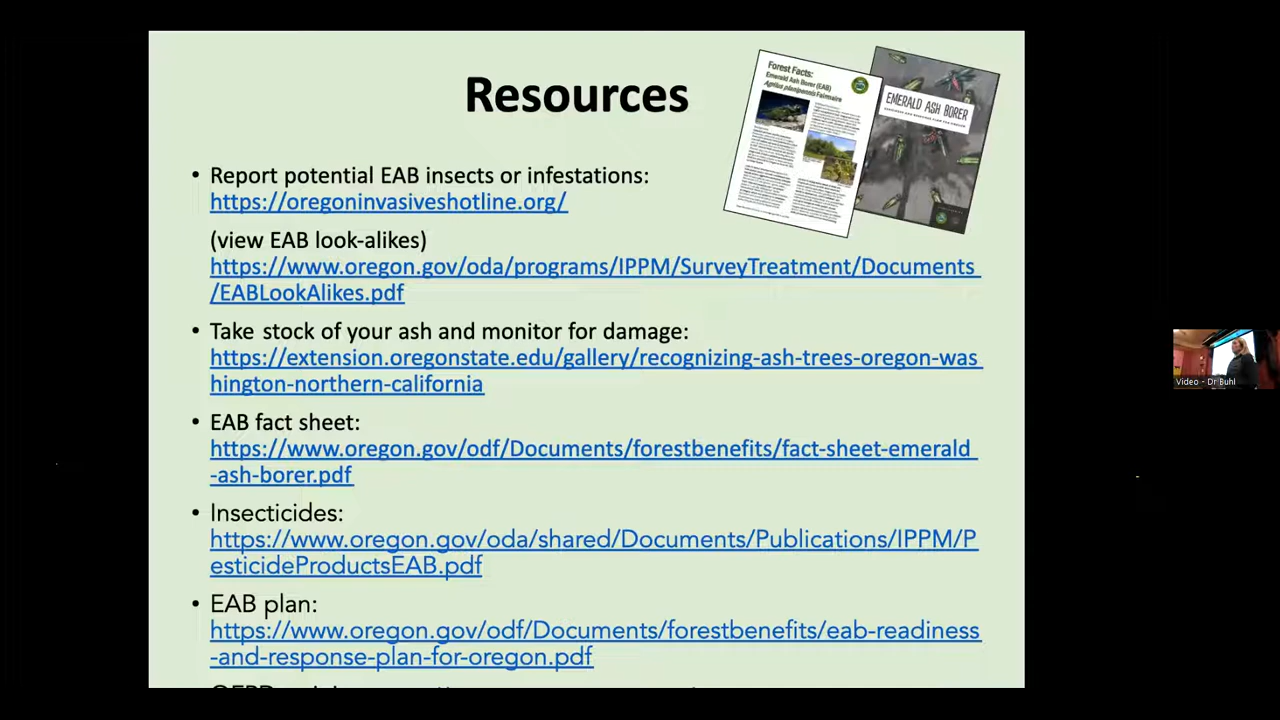 Resources
Forest Facts:
Emerald Ash Borer (EAB)
Agrilus planipennis Fairmaire
EMERALD ASH BORER
• Report potential EAB insects or infestations:
https://oregoninvasiveshotline.org/
(view EAB look-alikes)
https://www.oregon.gov/oda/programs/IPPM/SurveyTreatment/Documents
/EABLookAlikes.pdf
• Take stock of your ash and monitor for damage:
https://extension.oregonstate.edu/gallery/recognizing-ash-trees-oregon-was
hington-northern-california
• EAB fact sheet:
https://www.oregon.gov/odf/Documents/forestbenefits/fact-sheet-emerald
-ash-borer.pdf
• Insecticides:
https://www.oregon.gov/oda/shared/Documents/Publications/IPPM/P
esticideProductsEAB.pdf
• EAB plan:
https://www.oregon.gov/odf/Documents/forestbenefits/eab-readiness
-and-response-plan-for-oregon.pdf
Video - Dr Buhl